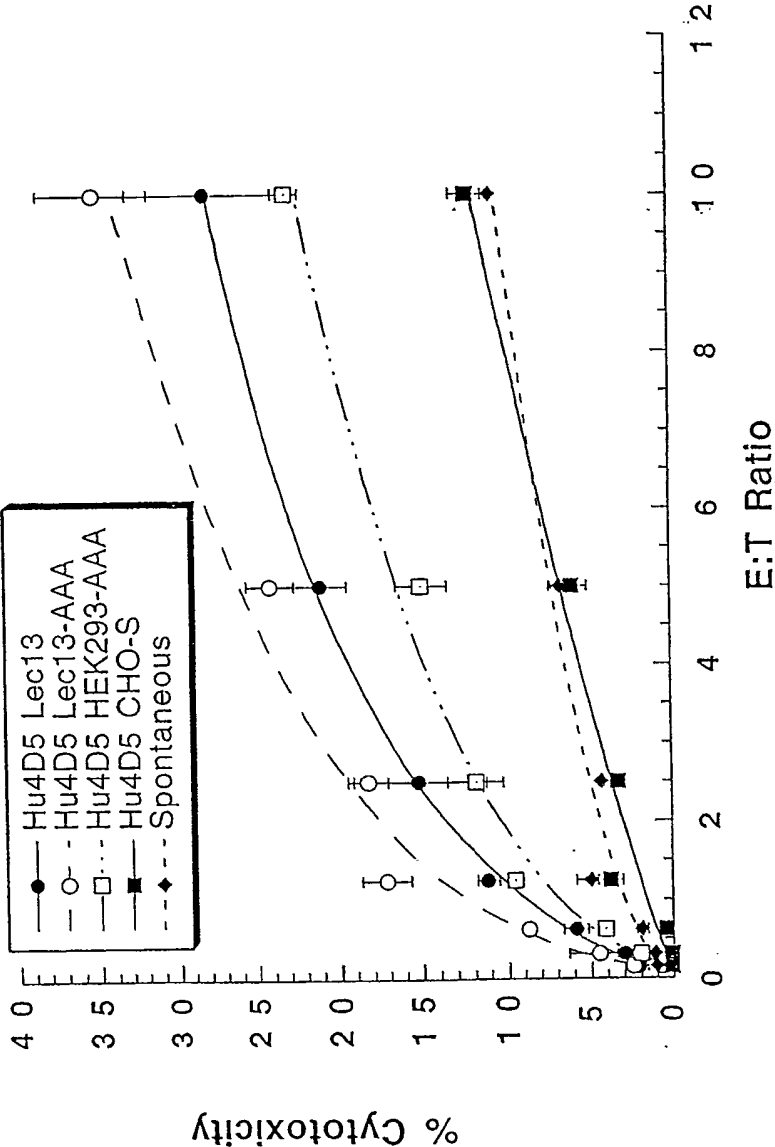 Hu4D5 Lec13
Hu4D5 Lec13-AAA
Hu4D5 HEK293-AAA
Hu4D5 CHO-S
Spontaneous
% Cytotoxicity
40
35
30
25
20
15
10
5
0
0
2
4
6
8
10
12
E:T Ratio